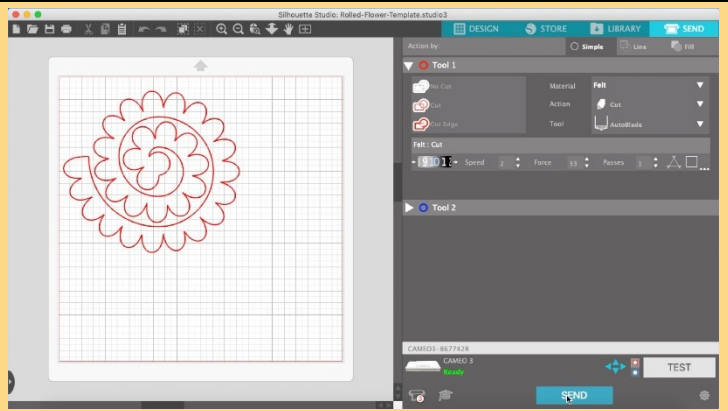 Silhouette Studio: Rolled-Flower-Template.studio3
DESIGN STORE LIBRARY SEND
Action by: Simple Line Fill
Tool 1
No Cut Material Felt
Cut Action Cut
Cut Edge Tool AutoBlade
Felt : Cut
Speed 2 Force 33 Passes
Tool 2
CAMEO3-8677428
CAMEO 3
Ready
TEST
SEND